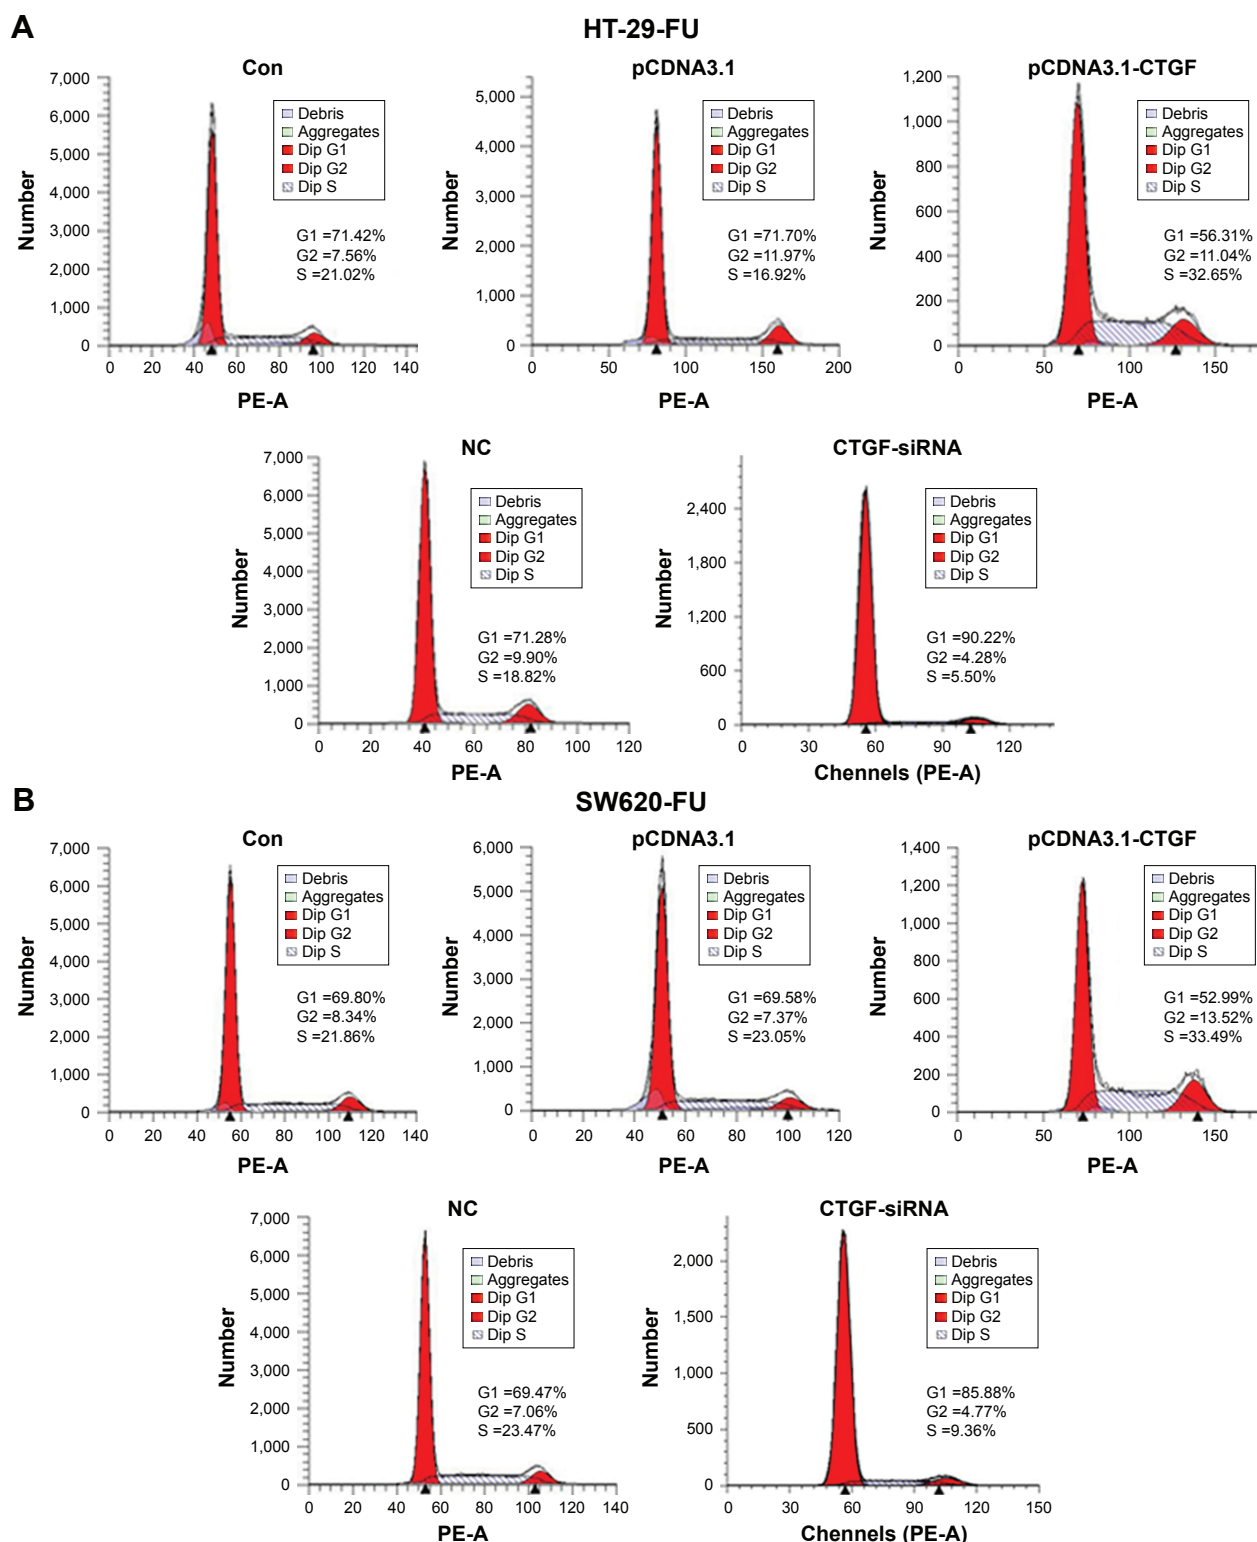 A
HT-29-FU
Con
7,000
6,000
5,000
4,000
3,000
2,000
1,000
0
Number
Debris
Aggregates
Dip G1
Dip G2
Dip S
G1 =71.42%
G2 =7.56%
S =21.02%
0 20 40 60 80 100 120 140
PE-A
pCDNA3.1
5,000
4,000
3,000
2,000
1,000
0
Number
Debris
Aggregates
Dip G1
Dip G2
Dip S
G1 =71.70%
G2 =11.97%
S =16.92%
0 50 100 150 200
PE-A
pCDNA3.1-CTGF
1,200
1,000
800
600
400
200
0
Number
Debris
Aggregates
Dip G1
Dip G2
Dip S
G1 =56.31%
G2 =11.04%
S =32.65%
0 50 100 150
PE-A
NC
7,000
6,000
5,000
4,000
3,000
2,000
1,000
0
Number
Debris
Aggregates
Dip G1
Dip G2
Dip S
G1 =71.28%
G2 =9.90%
S =18.82%
0 20 40 60 80 100 120
PE-A
CTGF-siRNA
2,400
1,800
1,200
600
0
Number
Debris
Aggregates
Dip G1
Dip G2
Dip S
G1 =90.22%
G2 =4.28%
S =5.50%
0 30 60 90 120
Chennels (PE-A)
B
SW620-FU
Con
7,000
6,000
5,000
4,000
3,000
2,000
1,000
0
Number
Debris
Aggregates
Dip G1
Dip G2
Dip S
G1 =69.80%
G2 =8.34%
S =21.86%
0 20 40 60 80 100 120 140
PE-A
pCDNA3.1
6,000
5,000
4,000
3,000
2,000
1,000
0
Number
Debris
Aggregates
Dip G1
Dip G2
Dip S
G1 =69.58%
G2 =7.37%
S =23.05%
0 20 40 60 80 100 120
PE-A
pCDNA3.1-CTGF
1,400
1,200
1,000
800
600
400
200
0
Number
Debris
Aggregates
Dip G1
Dip G2
Dip S
G1 =52.99%
G2 =13.52%
S =33.49%
0 50 100 150
PE-A
NC
7,000
6,000
5,000
4,000
3,000
2,000
1,000
0
Number
Debris
Aggregates
Dip G1
Dip G2
Dip S
G1 =69.47%
G2 =7.06%
S =23.47%
0 20 40 60 80 100 120 140
PE-A
CTGF-siRNA
2,000
1,500
1,000
500
0
Number
Debris
Aggregates
Dip G1
Dip G2
Dip S
G1 =85.88%
G2 =4.77%
S =9.36%
0 30 60 90 120 150
Chennels (PE-A)